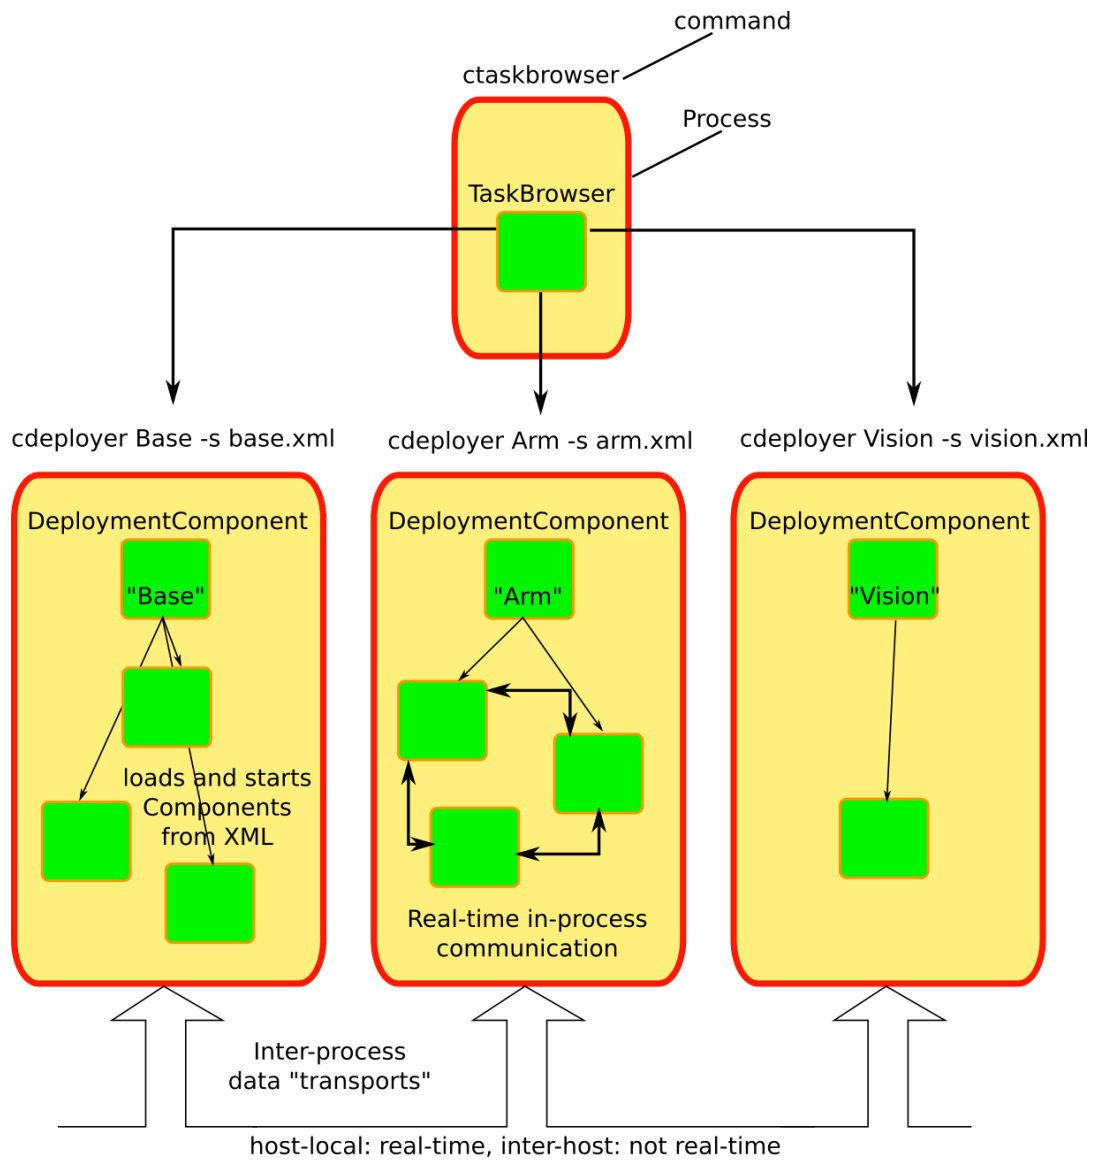 command
ctaskbrowser
Process
TaskBrowser
cdeployer Base -s base.xml
cdeployer Arm -s arm.xml
cdeployer Vision -s vision.xml
DeploymentComponent
"Base"
loads and starts
Components
from XML
DeploymentComponent
"Arm"
Real-time in-process
communication
DeploymentComponent
"Vision"
Inter-process
data "transports"
host-local: real-time, inter-host: not real-time